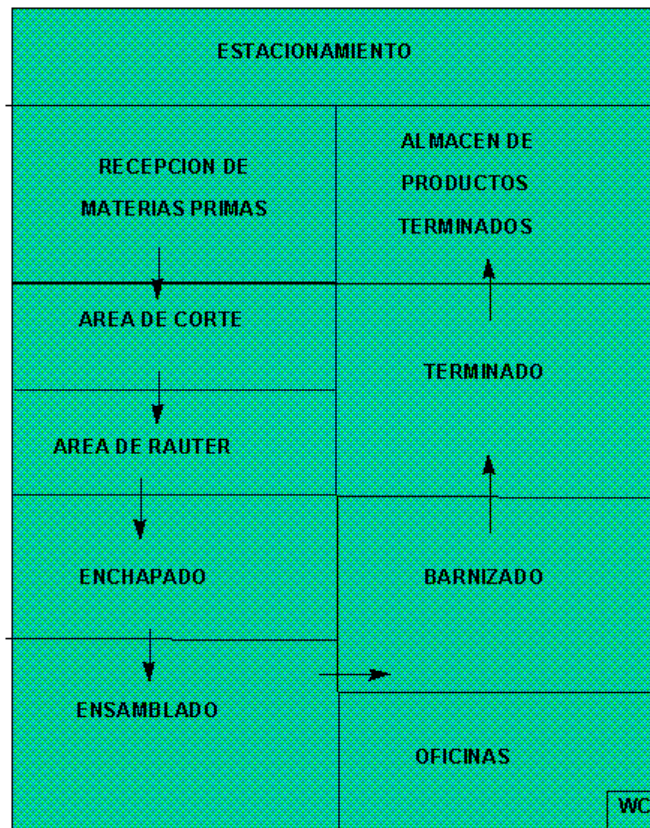 ESTACIONAMIENTO
RECEPCION DE
MATERIAS PRIMAS
ALMACEN DE
PRODUCTOS
TERMINADOS
AREA DE CORTE
TERMINADO
AREA DE RAUTER
ENCHAPADO
BARNIZADO
ENSAMBLADO
OFICINAS
WC